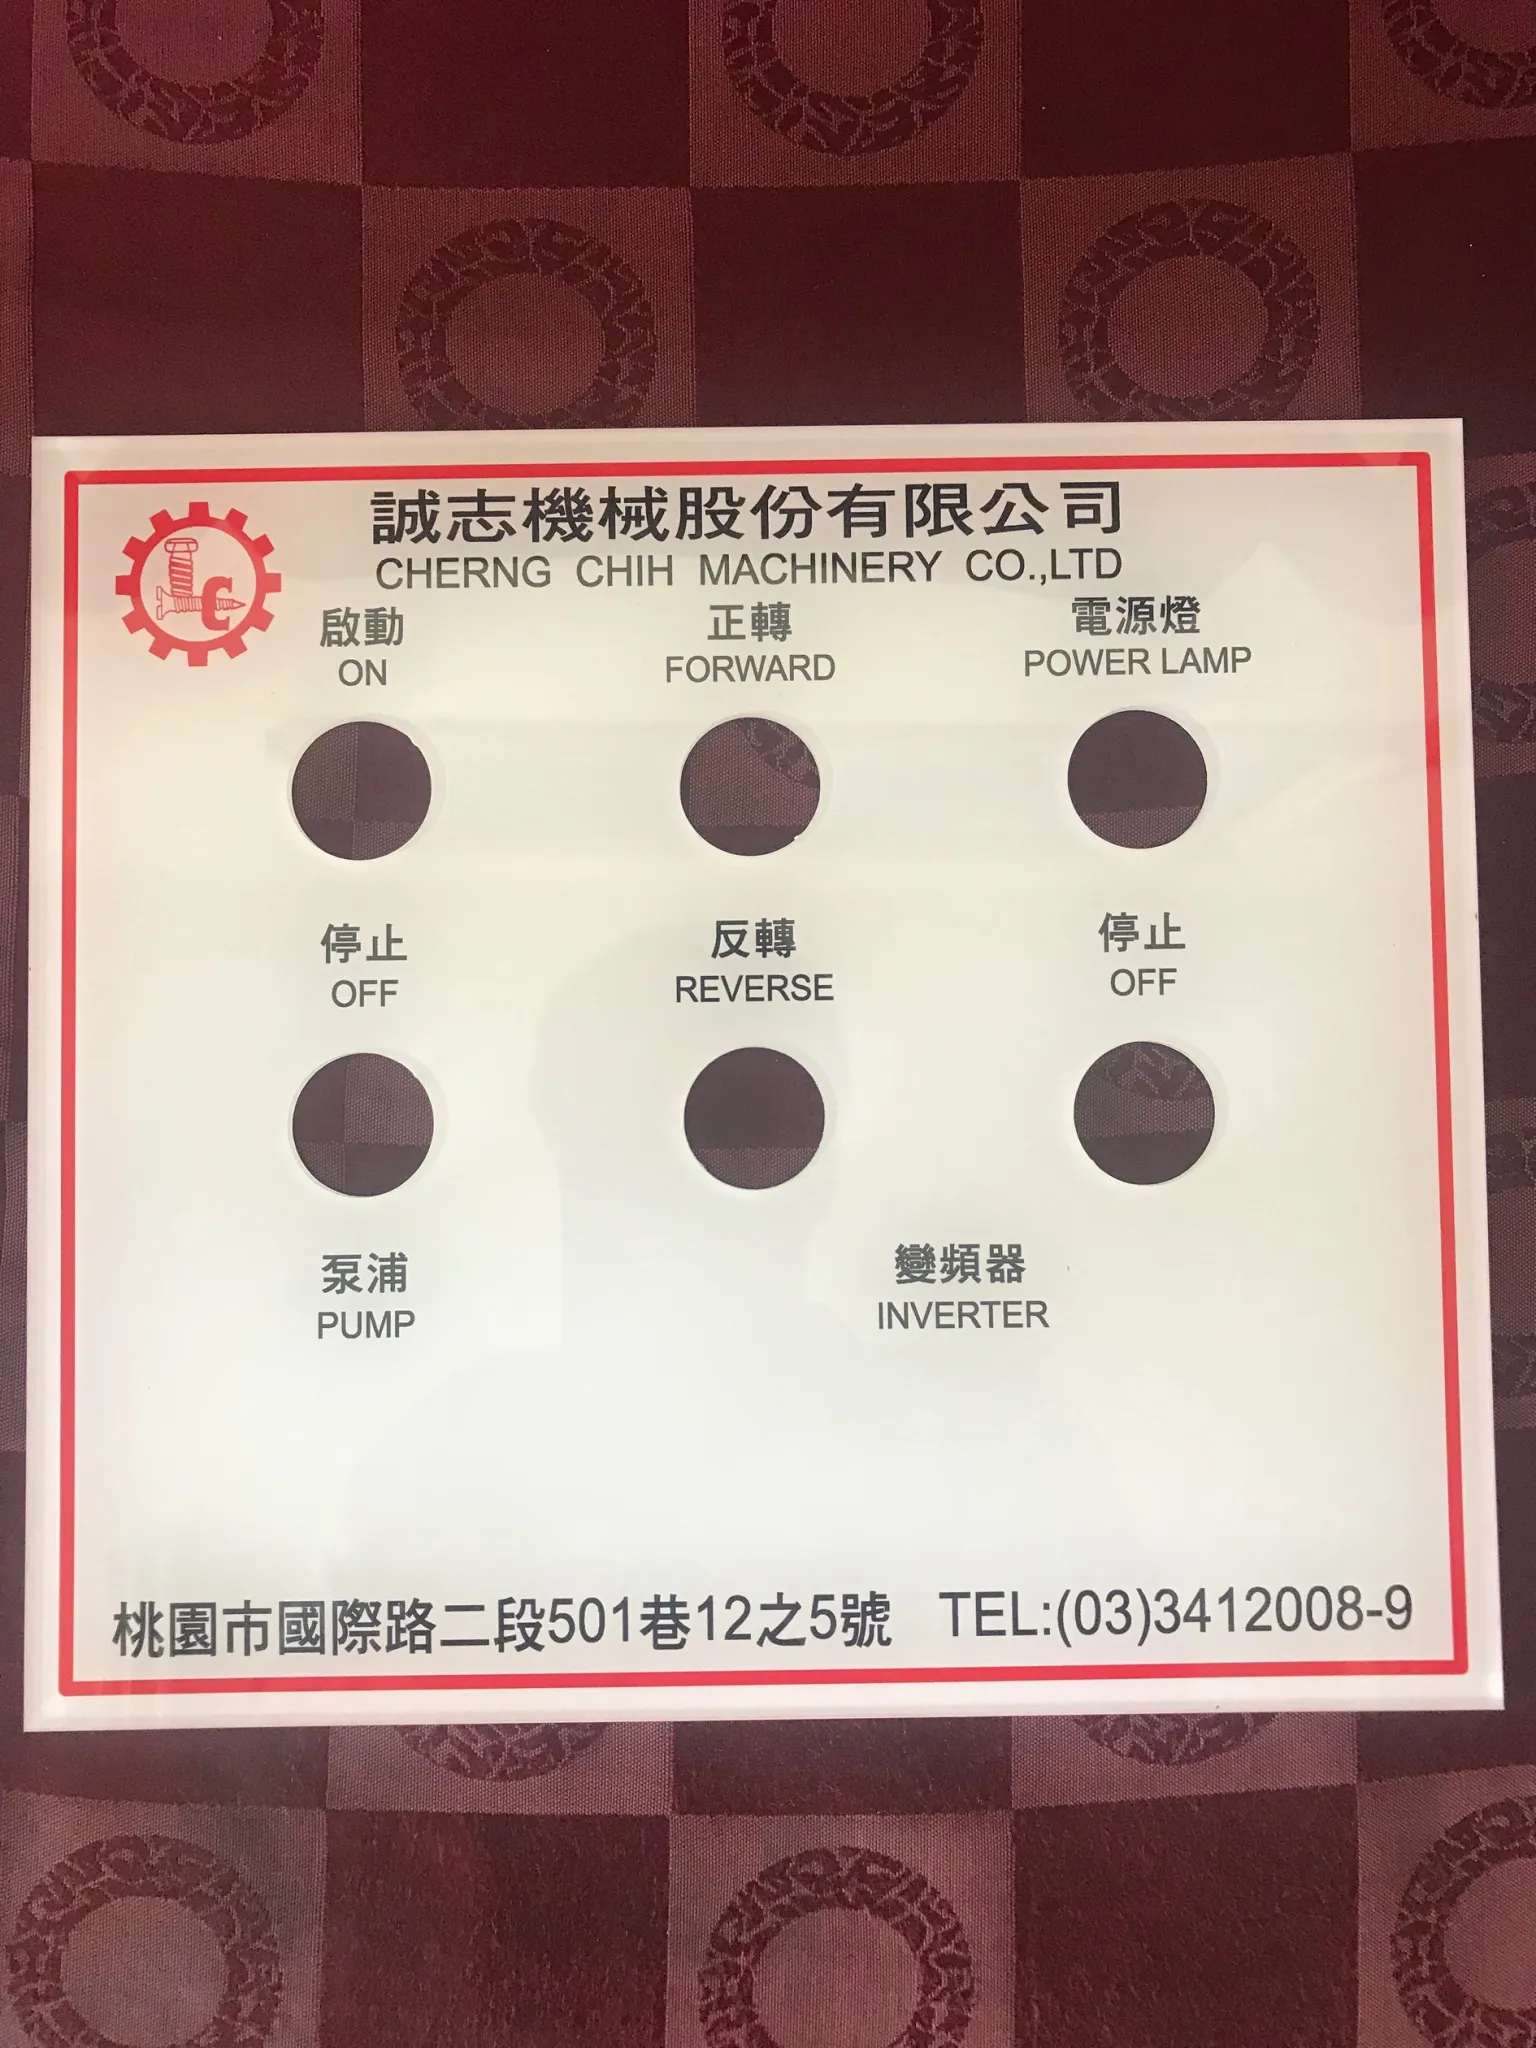 誠志機械股份有限公司
CHERNG CHIH MACHINERY CO.,LTD
LC
啟動 正轉 電源燈
ON FORWARD POWER LAMP
停止 反轉 停止
OFF REVERSE OFF
泵浦 變頻器
PUMP INVERTER
桃園市國際路二段501巷12之5號 TEL:(03)3412008-9